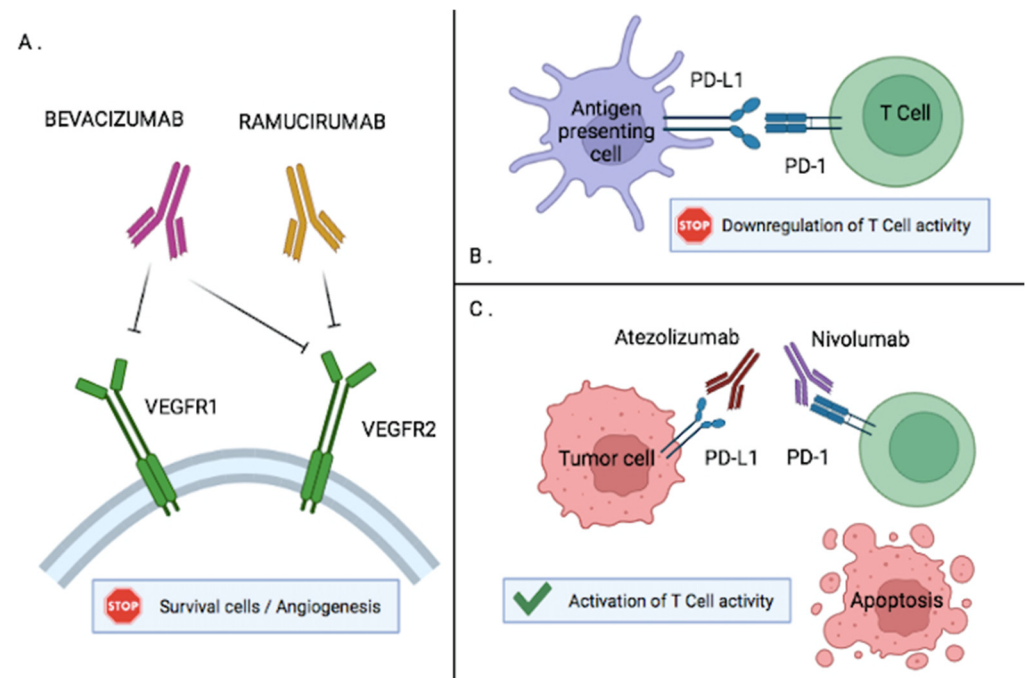 A.
BEVACIZUMAB
RAMUCIRUMAB
VEGFR1
VEGFR2
STOP Survival cells / Angiogenesis
PD-L1
Antigen
presenting
cell
T Cell
PD-1
STOP Downregulation of T Cell activity
B.
C.
Atezolizumab
Nivolumab
Tumor cell
PD-L1
PD-1
Activation of T Cell activity
Apoptosis